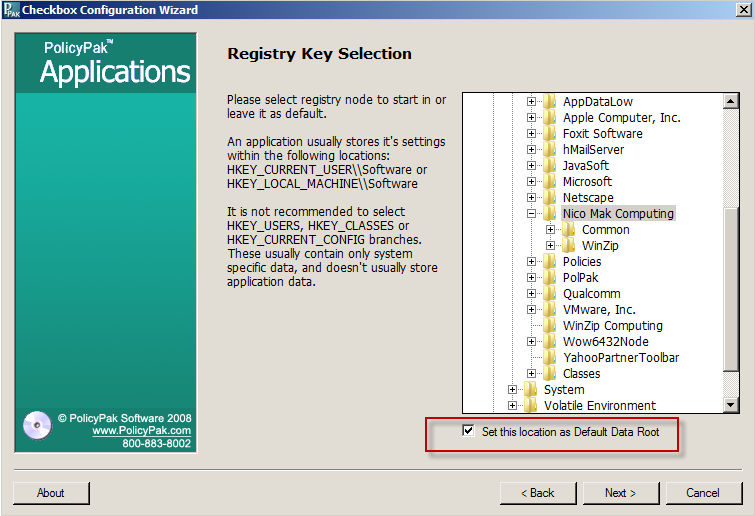 PPAK Checkbox Configuration Wizard
PolicyPak™
Applications
Registry Key Selection
Please select registry node to start in or
leave it as default.
An application usually stores it's settings
within the following locations:
HKEY_CURRENT_USER\\Software or
HKEY_LOCAL_MACHINE\\Software
It is not recommended to select
HKEY_USERS, HKEY_CLASSES or
HKEY_CURRENT_CONFIG branches.
These usually contain only system
specific data, and doesn't usually store
application data.
AppDataLow
Apple Computer, Inc.
Foxit Software
hMailServer
JavaSoft
Microsoft
Netscape
Nico Mak Computing
Common
WinZip
Policies
PolPak
Qualcomm
VMware, Inc.
WinZip Computing
Wow6432Node
YahooPartnerToolbar
Classes
System
Volatile Environment
Set this location as Default Data Root
© PolicyPak Software 2008
www.PolicyPak.com
800-883-8002
About
< Back
Next >
Cancel